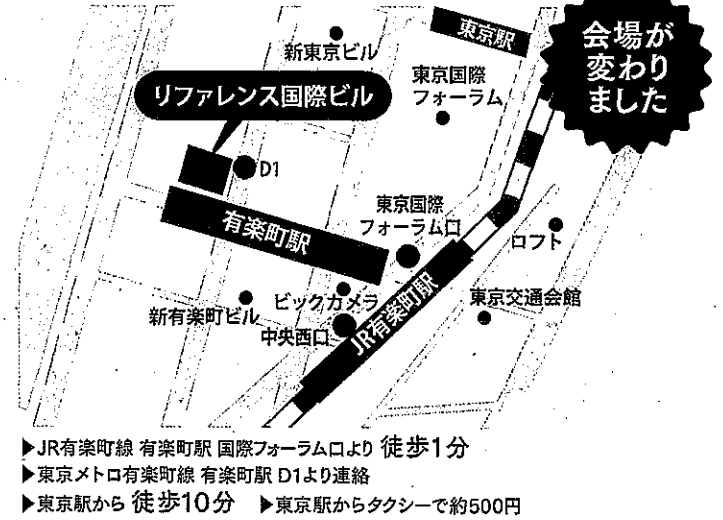 東京駅
会場が
変わり
ました
新東京ビル
東京国際
フォーラム
リファレンス国際ビル
D1
有楽町駅
東京国際
フォーラム口
ロフト
ビックカメラ
新有楽町ビル
中央西口
JR有楽町駅
東京交通会館
▶JR有楽町線 有楽町駅 国際フォーラム口より 徒歩1分
▶東京メトロ有楽町線 有楽町駅 D1より連絡
▶東京駅から 徒歩10分 ▶東京駅からタクシーで約500円